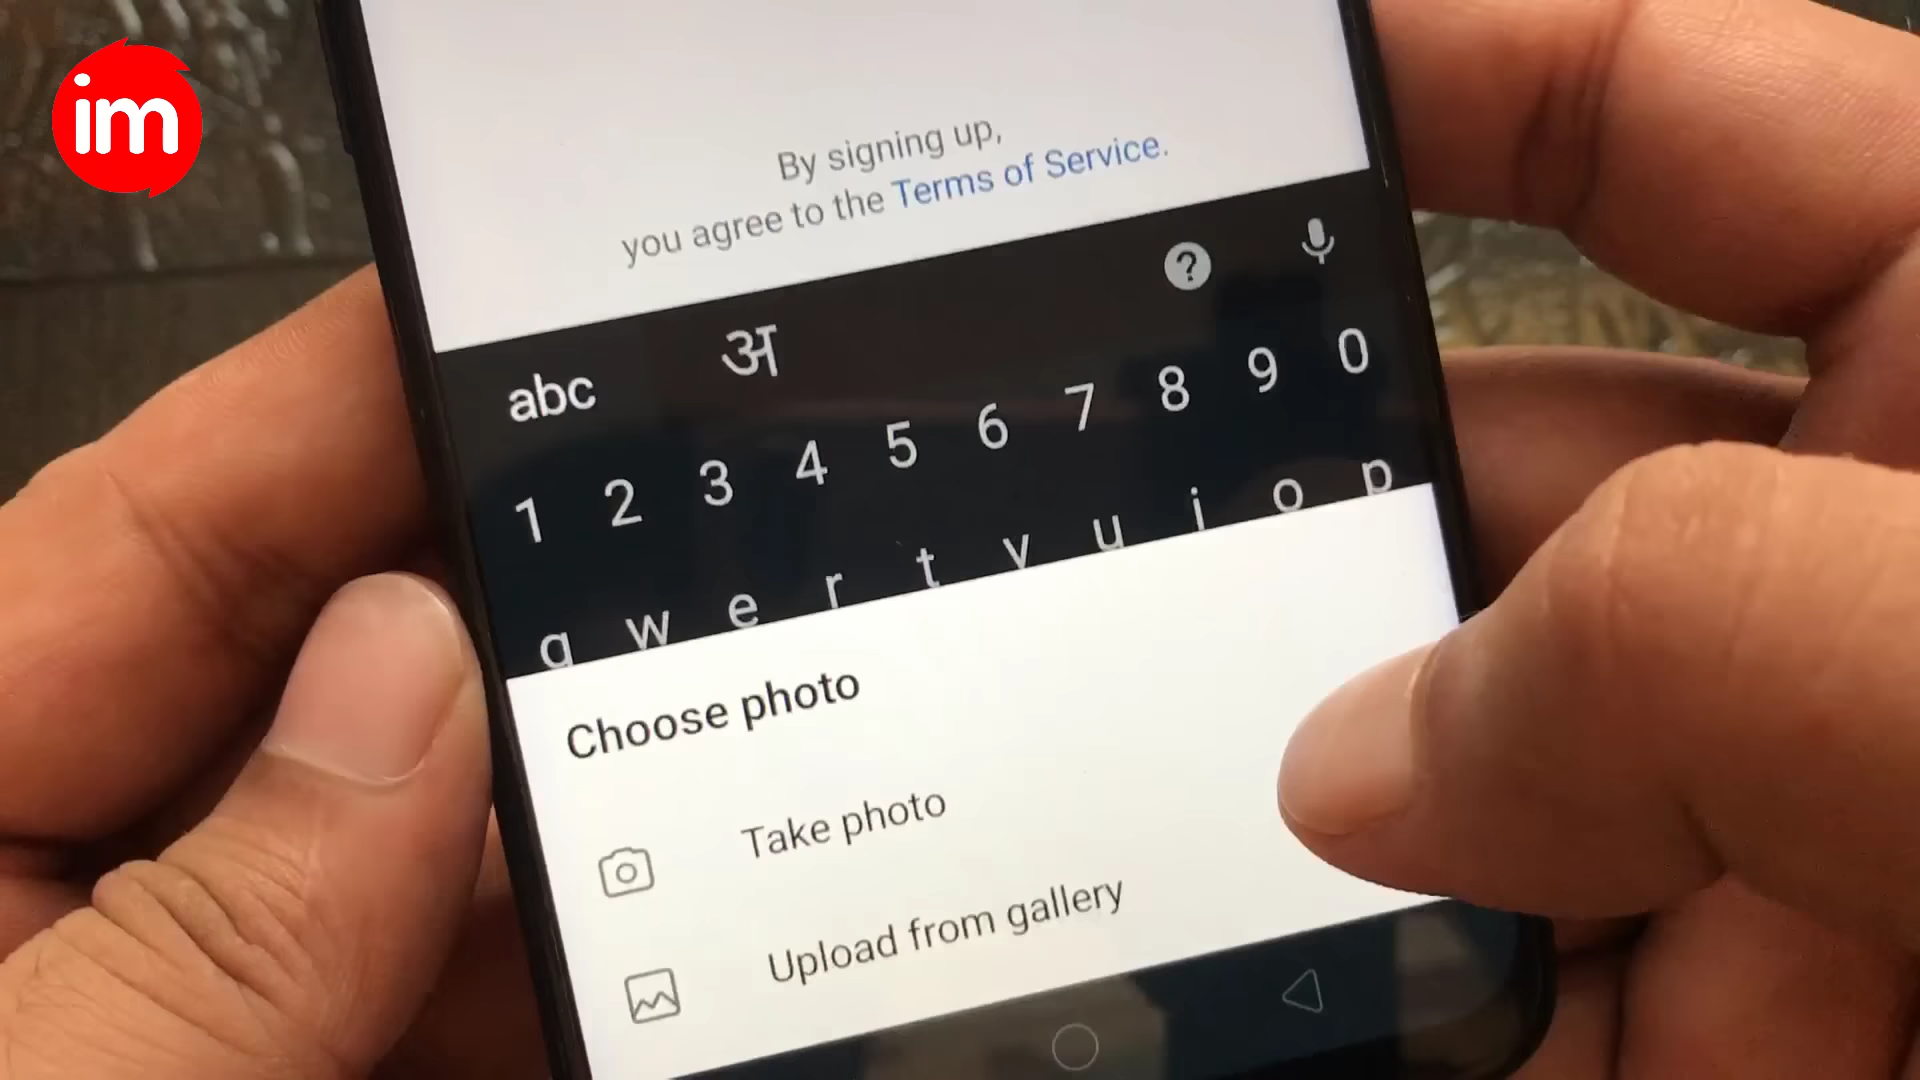 im
By signing up,
you agree to the Terms of Service.
?
abc अ
1 2 3 4 5 6 7 8 9 0
q w e r t y u i o p
Choose photo
Take photo
Upload from gallery